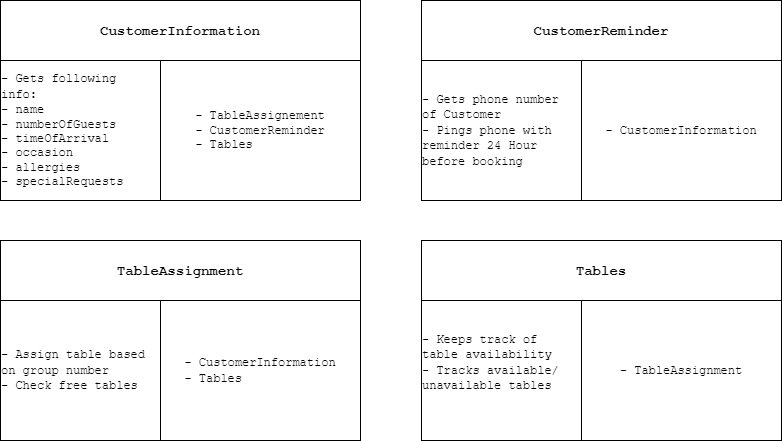 CustomerInformation
- Gets following
info:
- name
- numberOfGuests
- timeOfArrival
- occasion
- allergies
- specialRequests
- TableAssignement
- CustomerReminder
- Tables
CustomerReminder
- Gets phone number
of Customer
- Pings phone with
reminder 24 Hour
before booking
- CustomerInformation
TableAssignment
- Assign table based
on group number
- Check free tables
- CustomerInformation
- Tables
Tables
- Keeps track of
table availability
- Tracks available/
unavailable tables
- TableAssignment